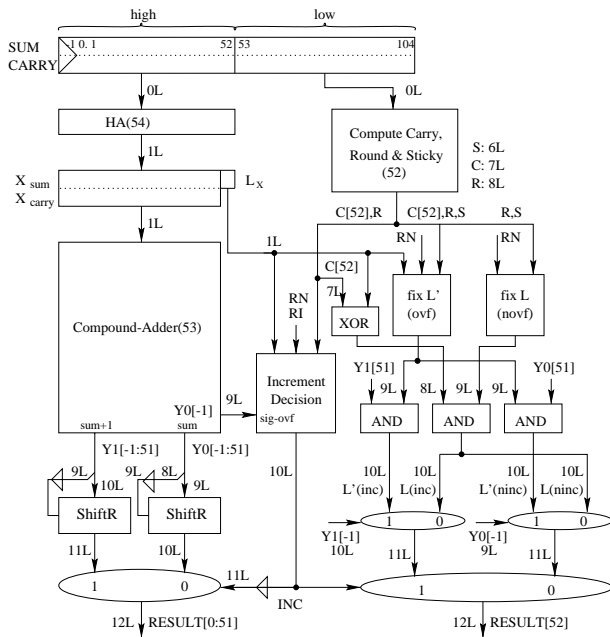 high low
SUM -1 0. 1 52 53 104
CARRY
0L 0L
HA(54)
Compute Carry,
Round & Sticky
(52)
S: 6L
C: 7L
R: 8L
1L
X sum L X
X carry
1L
C[52],R C[52],R,S R,S
1L RN RN
C[52]
7L
fix L' fix L
(ovf) (novf)
XOR
RN
RI
Compound-Adder(53)
Increment
Decision
sig-ovf
Y0[-1] 9L
sum+1 sum
Y1[51] 9L 8L 9L 9L Y0[51]
AND AND AND
Y1[-1:51] Y0[-1:51]
9L 10L 9L 8L 9L
ShiftR ShiftR
10L
10L 10L 10L 10L
L'(inc) L(inc) L'(ninc) L(ninc)
1 0 1 0
Y1[-1] Y0[-1]
10L 9L
11L 10L 11L 11L
1 0 11L INC 1 0
12L RESULT[0:51] 12L RESULT[52]